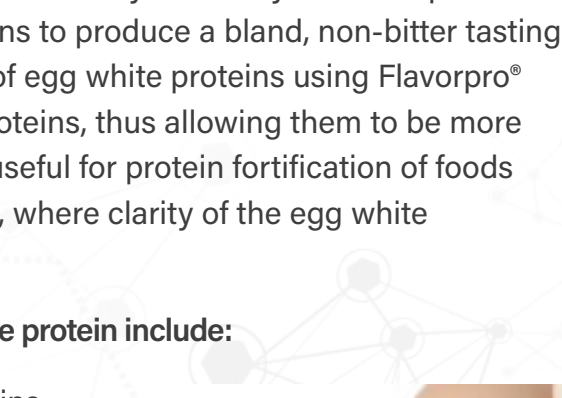 ns to produce a bland, non-bitter tasting
of egg white proteins using Flavorpro®
oteins, thus allowing them to be more
useful for protein fortification of foods
, where clarity of the egg white
e protein include: